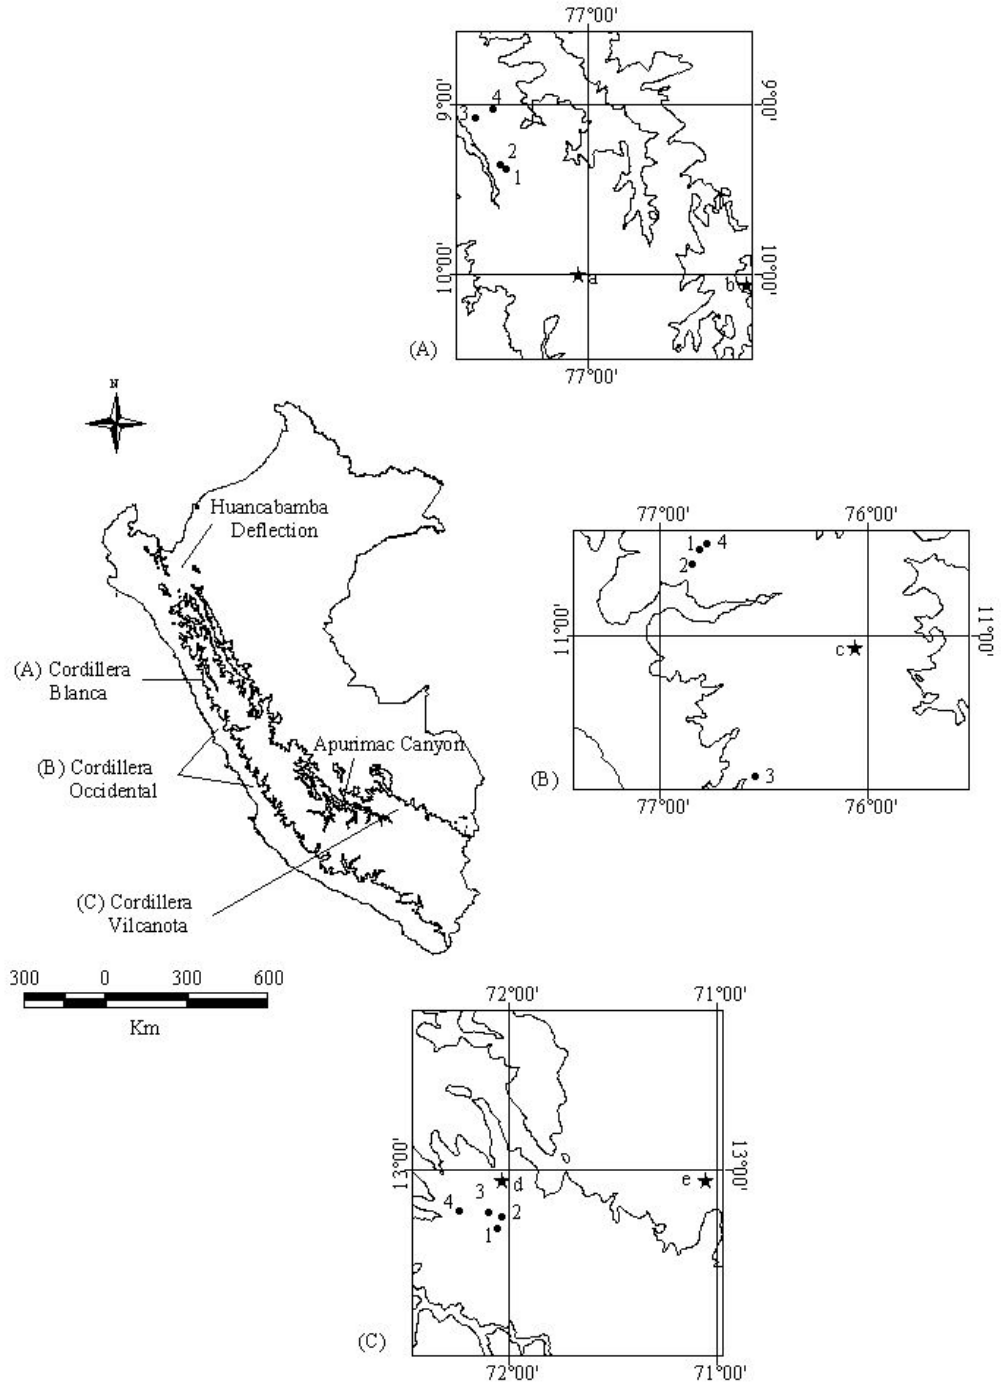 77°00'
9°00'
9°00'
4
3
2
1
10°00'
10°00'
a
b
(A)
77°00'
N
Huancabamba
Deflection
(A) Cordillera
Blanca
Apurimac Canyon
(B) Cordillera
Occidental
(C) Cordillera
Vilcanota
300 0 300 600
Km
77°00' 76°00'
1 4
2
11°00'
11°00'
c
3
(B)
77°00' 76°00'
72°00' 71°00'
13°00'
13°00'
d
e
4 3
2
1
(C)
72°00' 71°00'